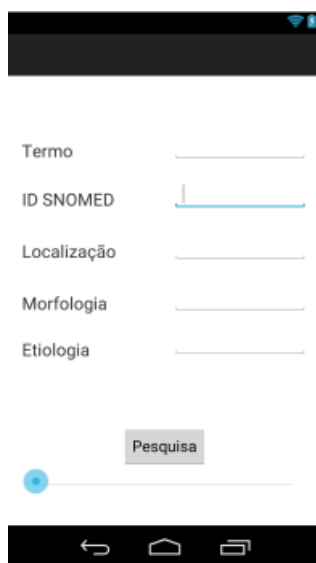 Termo
ID SNOMED
Localização
Morfologia
Etiologia
Pesquisa